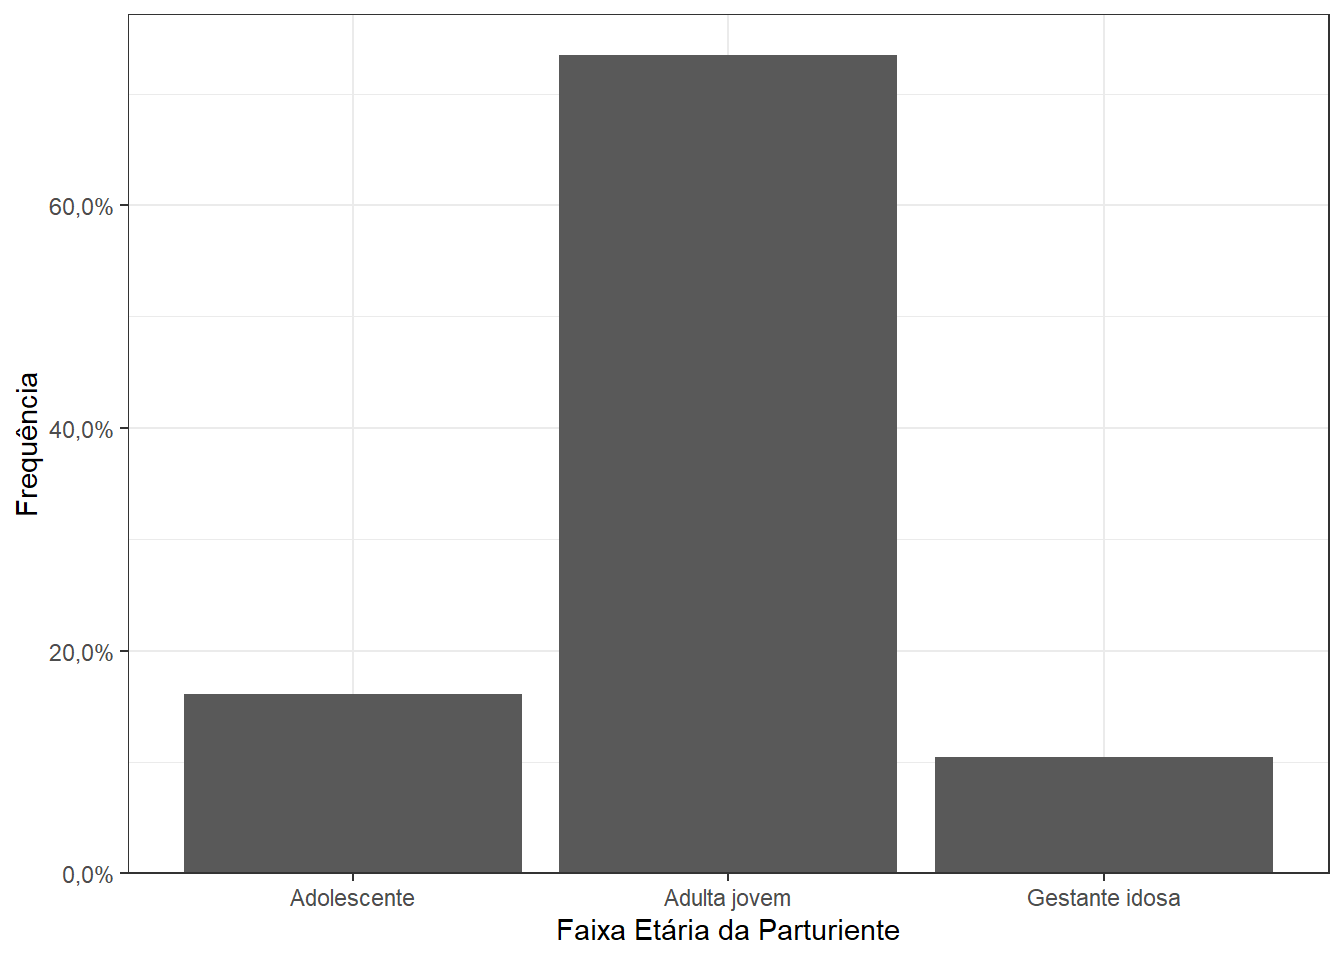 Frequência
60,0%
40,0%
20,0%
0,0%
Adolescente
Adulta jovem
Gestante idosa
Faixa Etária da Parturiente